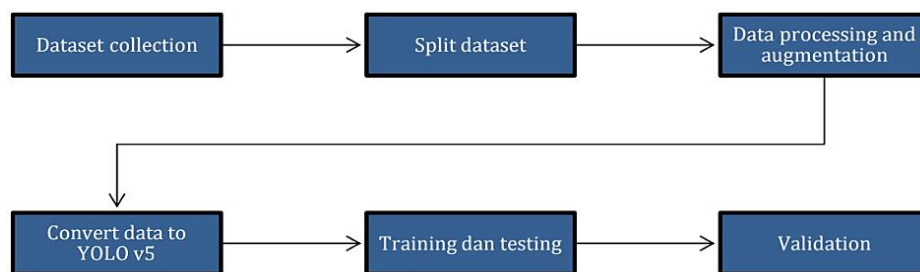 Dataset collection
Split dataset
Data processing and
augmentation
Convert data to
YOLO v5
Training dan testing
Validation